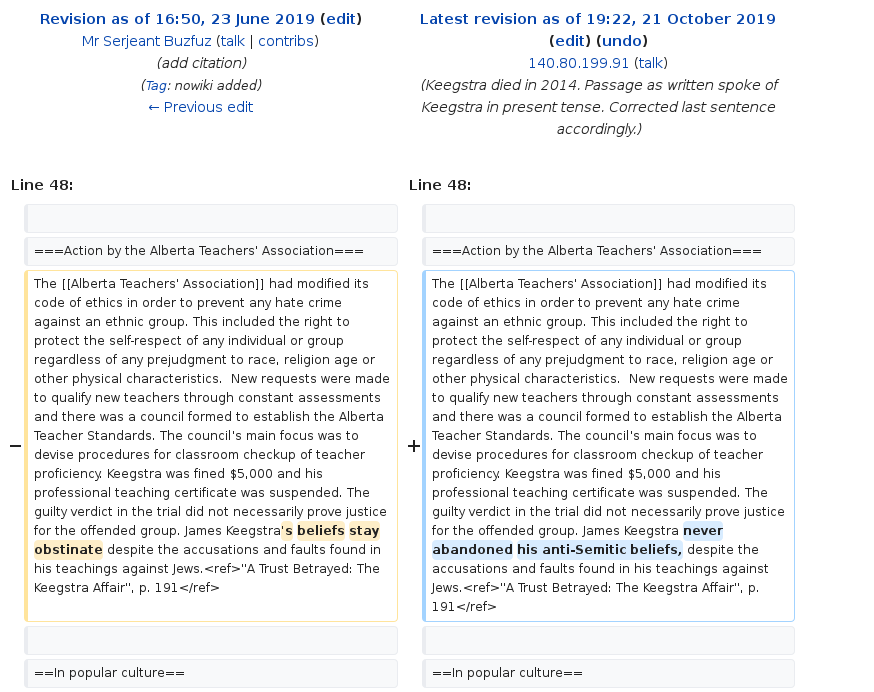 Revision as of 16:50, 23 June 2019 (edit)
Mr Serjeant Buzfuz (talk | contribs)
(add citation)
(Tag: nowiki added)
← Previous edit
Latest revision as of 19:22, 21 October 2019
(edit) (undo)
140.80.199.91 (talk)
(Keegstra died in 2014. Passage as written spoke of
Keegstra in present tense. Corrected last sentence
accordingly.)
Line 48:
Line 48:
===Action by the Alberta Teachers' Association===
===Action by the Alberta Teachers' Association===
−
The [[Alberta Teachers' Association]] had modified its
code of ethics in order to prevent any hate crime
against an ethnic group. This included the right to
protect the self-respect of any individual or group
regardless of any prejudgment to race, religion age or
other physical characteristics.  New requests were made
to qualify new teachers through constant assessments
and there was a council formed to establish the Alberta
Teacher Standards. The council's main focus was to
devise procedures for classroom checkup of teacher
proficiency. Keegstra was fined $5,000 and his
professional teaching certificate was suspended. The
guilty verdict in the trial did not necessarily prove justice
for the offended group. James Keegstra's beliefs stay
obstinate despite the accusations and faults found in
his teachings against Jews.<ref>''A Trust Betrayed: The
Keegstra Affair'', p. 191</ref>
+
The [[Alberta Teachers' Association]] had modified its
code of ethics in order to prevent any hate crime
against an ethnic group. This included the right to
protect the self-respect of any individual or group
regardless of any prejudgment to race, religion age or
other physical characteristics.  New requests were made
to qualify new teachers through constant assessments
and there was a council formed to establish the Alberta
Teacher Standards. The council's main focus was to
devise procedures for classroom checkup of teacher
proficiency. Keegstra was fined $5,000 and his
professional teaching certificate was suspended. The
guilty verdict in the trial did not necessarily prove justice
for the offended group. James Keegstra never
abandoned his anti-Semitic beliefs, despite the
accusations and faults found in his teachings against
Jews.<ref>''A Trust Betrayed: The Keegstra Affair'', p.
191</ref>
==In popular culture==
==In popular culture==